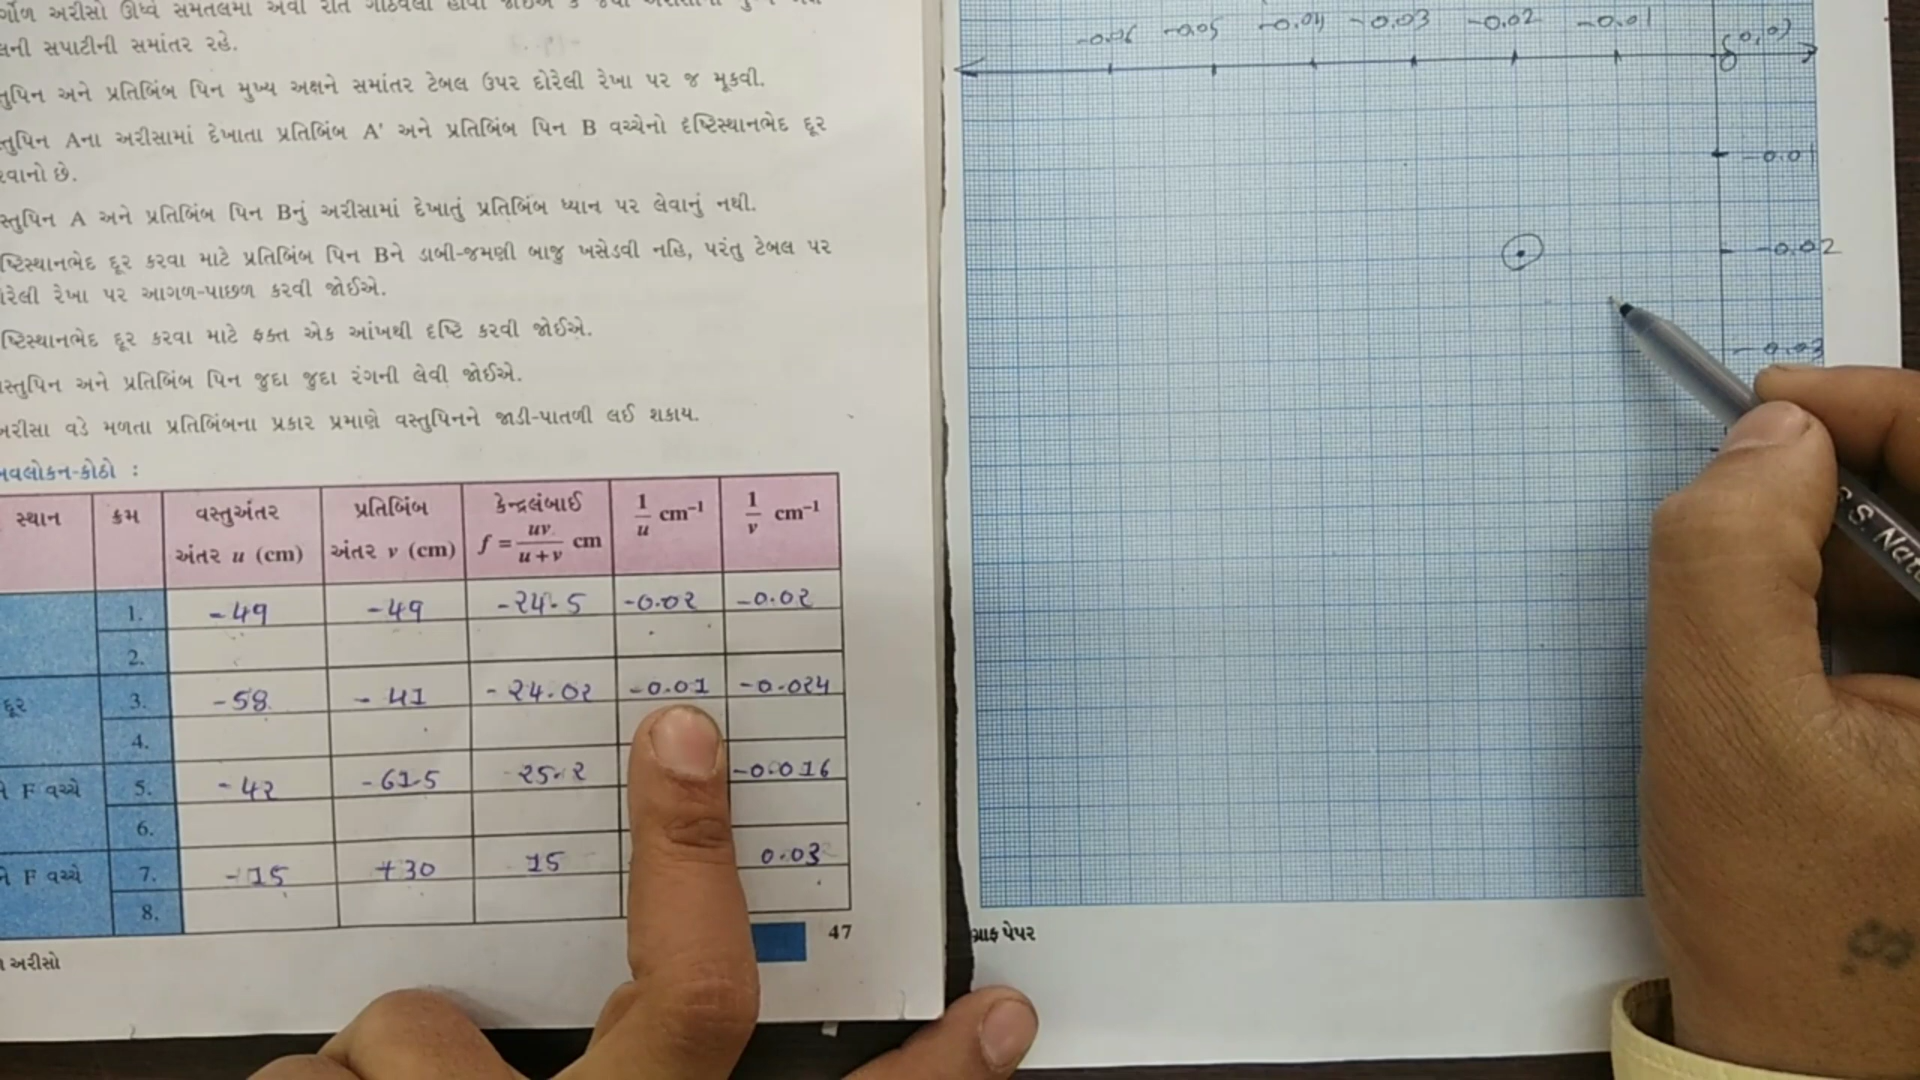 સમતલમાં એવી રીતે
સપાટીની સમાંતર રહે.
અને પ્રતિબિંબ પિન મુખ્ય અક્ષને સમાંતર ટેબલ ઉપર દોરેલી રેખા પર જ મૂકવી.
Aના અરીસામાં દેખાતા પ્રતિબિંબ A' અને પ્રતિબિંબ પિન B વચ્ચેનો દૃષ્ટિસ્થાનભેદ દૂર
છે.
A અને પ્રતિબિંબ પિન Bનું અરીસામાં દેખાતું પ્રતિબિંબ ધ્યાન પર લેવાનું નથી.
દૂર કરવા માટે પ્રતિબિંબ પિન Bને ડાબી-જમણી બાજુ ખસેડવી નહિ, પરંતુ ટેબલ પર
રેખા પર આગળ-પાછળ કરવી જોઈએ.
દૂર કરવા માટે ફક્ત એક આંખથી દૃષ્ટિ કરવી જોઈએ.
અને પ્રતિબિંબ પિન જુદા જુદા રંગની લેવી જોઈએ.
વડે મળતા પ્રતિબિંબના પ્રકાર પ્રમાણે વસ્તુપિનને જાડી-પાતળી લઈ શકાય.
સ્થાન ક્રમ વસ્તુઅંતર અંતર u (cm) પ્રતિબિંબ અંતર v (cm) કેન્દ્રલંબાઈ f = uv/u+v cm 1/u cm⁻¹ 1/v cm⁻¹
1. -49 -49 -24.5 -0.02 -0.02
2.
દૂર 3. -58 -41 -24.02 -0.01 -0.024
4.
F વચ્ચે 5. -42 -61.5 25.2 -0.016
6.
F વચ્ચે 7. -15 +30 15 0.03
8.
47
અરીસો
-0.06 -0.05 -0.04 -0.03 -0.02 -0.01 (0,0)
-0.01
-0.02
-0.03
ગ્રાફ પેપર